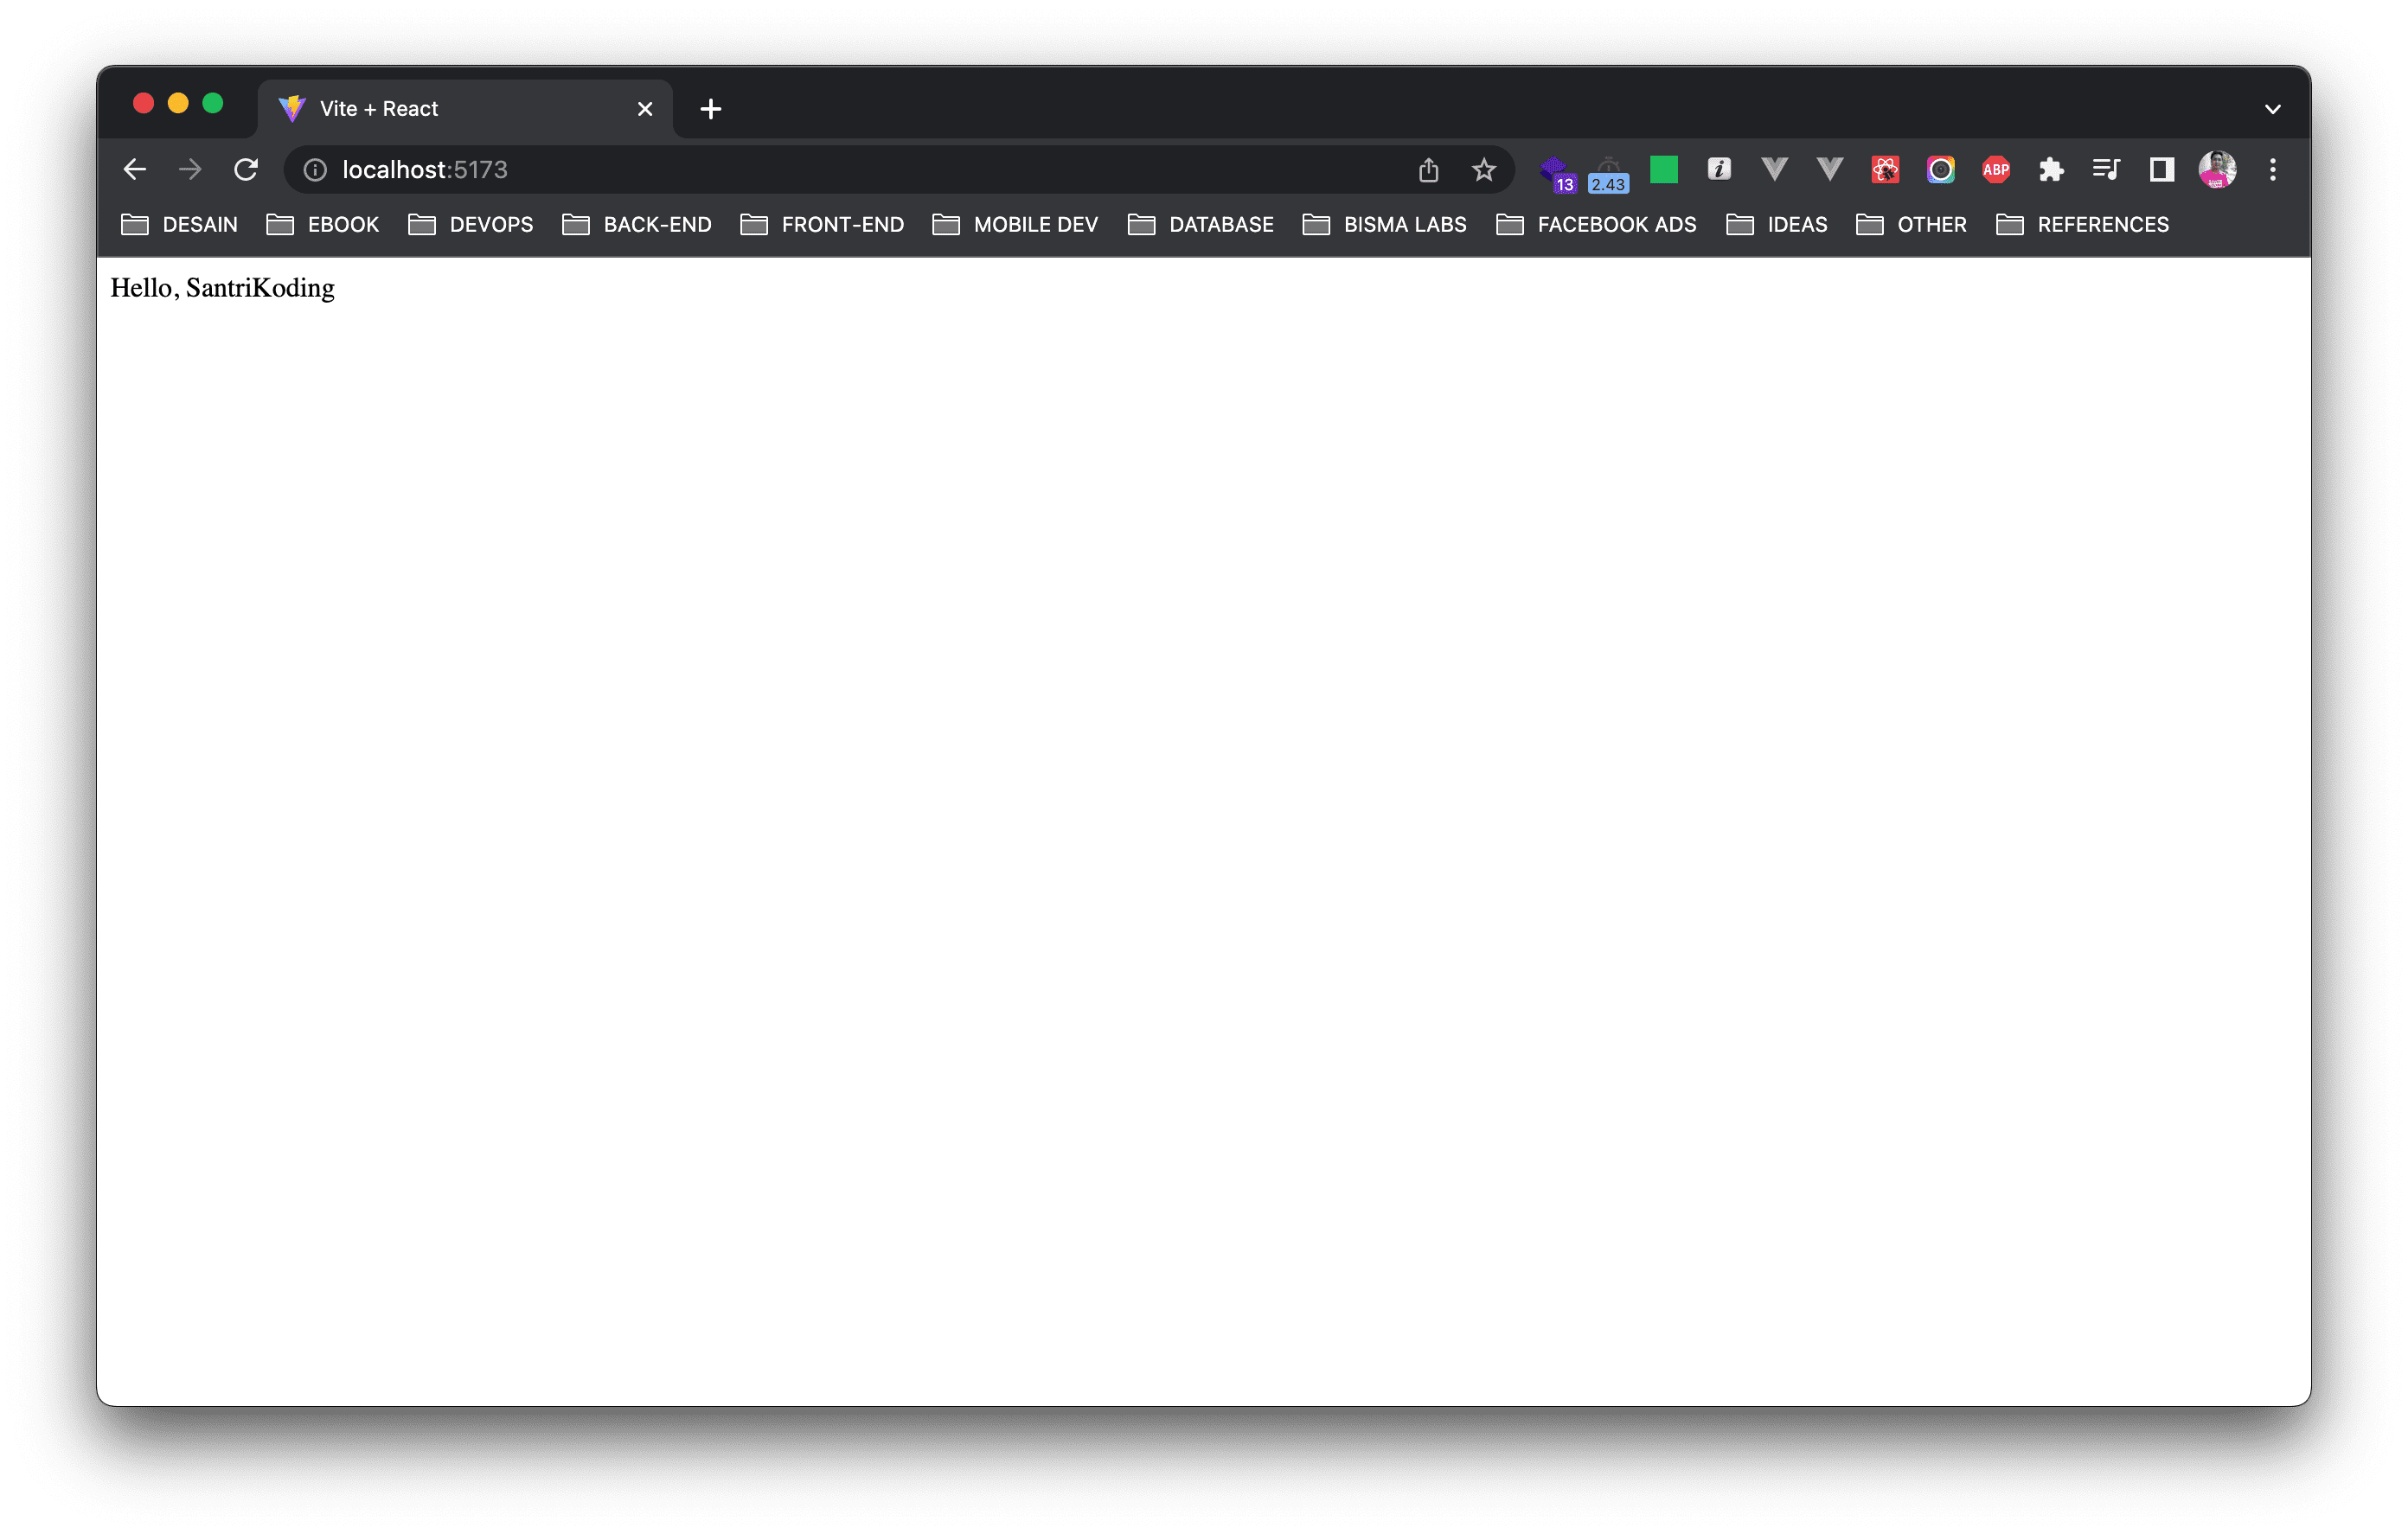 Vite + React
localhost:5173
13
2.43
i
ABP
DESAIN EBOOK DEVOPS BACK-END FRONT-END MOBILE DEV DATABASE BISMA LABS FACEBOOK ADS IDEAS OTHER REFERENCES
Hello, SantriKoding